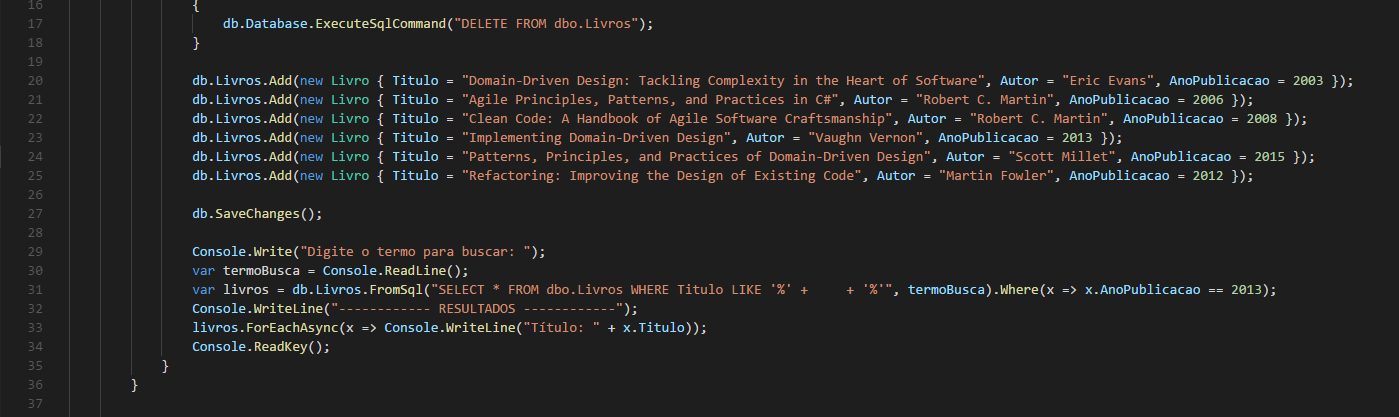 16 {
17 db.Database.ExecuteSqlCommand("DELETE FROM dbo.Livros");
18 }
19
20 db.Livros.Add(new Livro { Titulo = "Domain-Driven Design: Tackling Complexity in the Heart of Software", Autor = "Eric Evans", AnoPublicacao = 2003 });
21 db.Livros.Add(new Livro { Titulo = "Agile Principles, Patterns, and Practices in C#", Autor = "Robert C. Martin", AnoPublicacao = 2006 });
22 db.Livros.Add(new Livro { Titulo = "Clean Code: A Handbook of Agile Software Craftsmanship", Autor = "Robert C. Martin", AnoPublicacao = 2008 });
23 db.Livros.Add(new Livro { Titulo = "Implementing Domain-Driven Design", Autor = "Vaughn Vernon", AnoPublicacao = 2013 });
24 db.Livros.Add(new Livro { Titulo = "Patterns, Principles, and Practices of Domain-Driven Design", Autor = "Scott Millet", AnoPublicacao = 2015 });
25 db.Livros.Add(new Livro { Titulo = "Refactoring: Improving the Design of Existing Code", Autor = "Martin Fowler", AnoPublicacao = 2012 });
26
27 db.SaveChanges();
28
29 Console.Write("Digite o termo para buscar: ");
30 var termoBusca = Console.ReadLine();
31 var livros = db.Livros.FromSql("SELECT * FROM dbo.Livros WHERE Titulo LIKE '%' +     + '%'", termoBusca).Where(x => x.AnoPublicacao == 2013);
32 Console.WriteLine("------------ RESULTADOS ------------");
33 livros.ForEachAsync(x => Console.WriteLine("Título: " + x.Titulo));
34 Console.ReadKey();
35 }
36 }
37